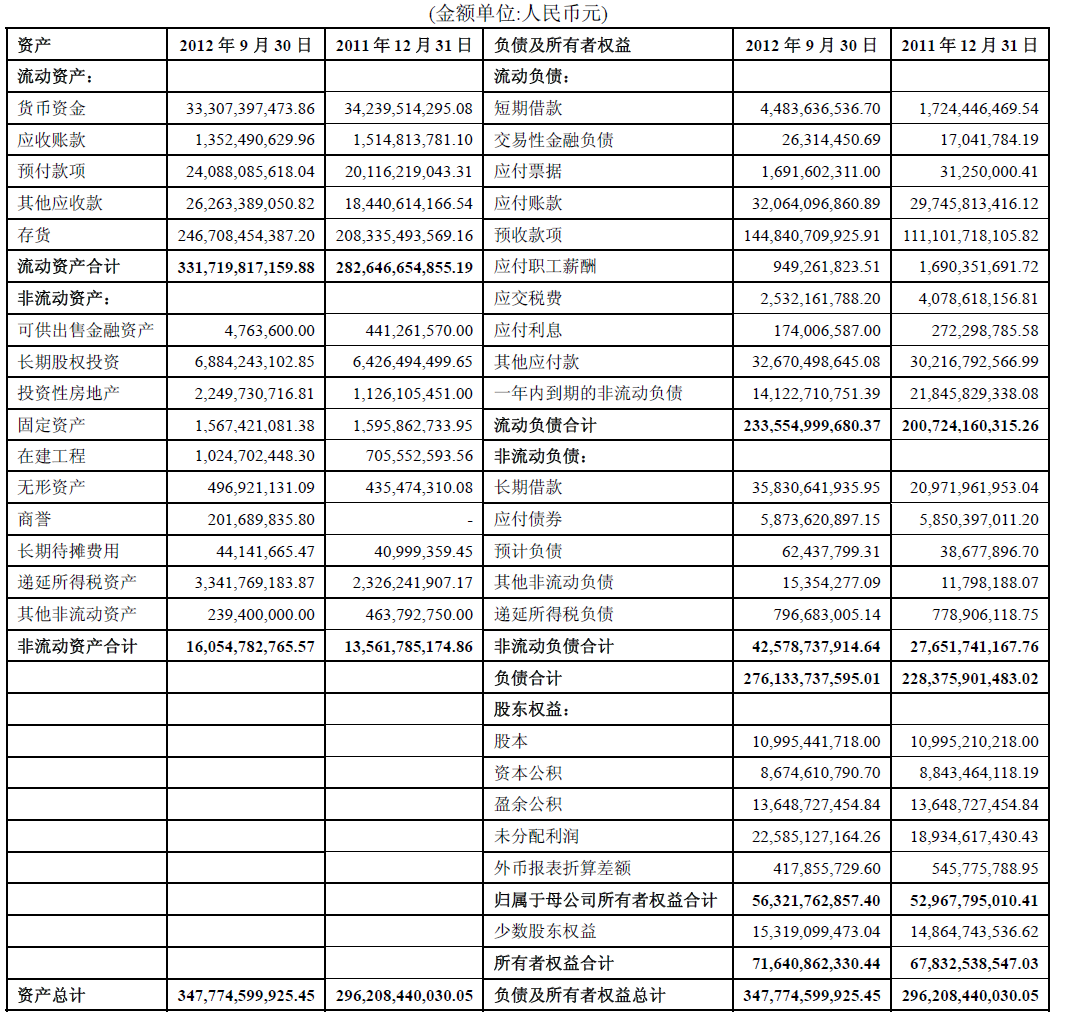 (金额单位:人民币元)
资产 2012 年 9 月 30 日 2011 年 12 月 31 日 负债及所有者权益 2012 年 9 月 30 日 2011 年 12 月 31 日
流动资产： 流动负债：
货币资金 33,307,397,473.86 34,239,514,295.08 短期借款 4,483,636,536.70 1,724,446,469.54
应收账款 1,352,490,629.96 1,514,813,781.10 交易性金融负债 26,314,450.69 17,041,784.19
预付款项 24,088,085,618.04 20,116,219,043.31 应付票据 1,691,602,311.00 31,250,000.41
其他应收款 26,263,389,050.82 18,440,614,166.54 应付账款 32,064,096,860.89 29,745,813,416.12
存货 246,708,454,387.20 208,335,493,569.16 预收款项 144,840,709,925.91 111,101,718,105.82
流动资产合计 331,719,817,159.88 282,646,654,855.19 应付职工薪酬 949,261,823.51 1,690,351,691.72
非流动资产： 应交税费 2,532,161,788.20 4,078,618,156.81
可供出售金融资产 4,763,600.00 441,261,570.00 应付利息 174,006,587.00 272,298,785.58
长期股权投资 6,884,243,102.85 6,426,494,499.65 其他应付款 32,670,498,645.08 30,216,792,566.99
投资性房地产 2,249,730,716.81 1,126,105,451.00 一年内到期的非流动负债 14,122,710,751.39 21,845,829,338.08
固定资产 1,567,421,081.38 1,595,862,733.95 流动负债合计 233,554,999,680.37 200,724,160,315.26
在建工程 1,024,702,448.30 705,552,593.56 非流动负债：
无形资产 496,921,131.09 435,474,310.08 长期借款 35,830,641,935.95 20,971,961,953.04
商誉 201,689,835.80 - 应付债券 5,873,620,897.15 5,850,397,011.20
长期待摊费用 44,141,665.47 40,999,359.45 预计负债 62,437,799.31 38,677,896.70
递延所得税资产 3,341,769,183.87 2,326,241,907.17 其他非流动负债 15,354,277.09 11,798,188.07
其他非流动资产 239,400,000.00 463,792,750.00 递延所得税负债 796,683,005.14 778,906,118.75
非流动资产合计 16,054,782,765.57 13,561,785,174.86 非流动负债合计 42,578,737,914.64 27,651,741,167.76
负债合计 276,133,737,595.01 228,375,901,483.02
股东权益：
股本 10,995,441,718.00 10,995,210,218.00
资本公积 8,674,610,790.70 8,843,464,118.19
盈余公积 13,648,727,454.84 13,648,727,454.84
未分配利润 22,585,127,164.26 18,934,617,430.43
外币报表折算差额 417,855,729.60 545,775,788.95
归属于母公司所有者权益合计 56,321,762,857.40 52,967,795,010.41
少数股东权益 15,319,099,473.04 14,864,743,536.62
所有者权益合计 71,640,862,330.44 67,832,538,547.03
资产总计 347,774,599,925.45 296,208,440,030.05 负债及所有者权益总计 347,774,599,925.45 296,208,440,030.05